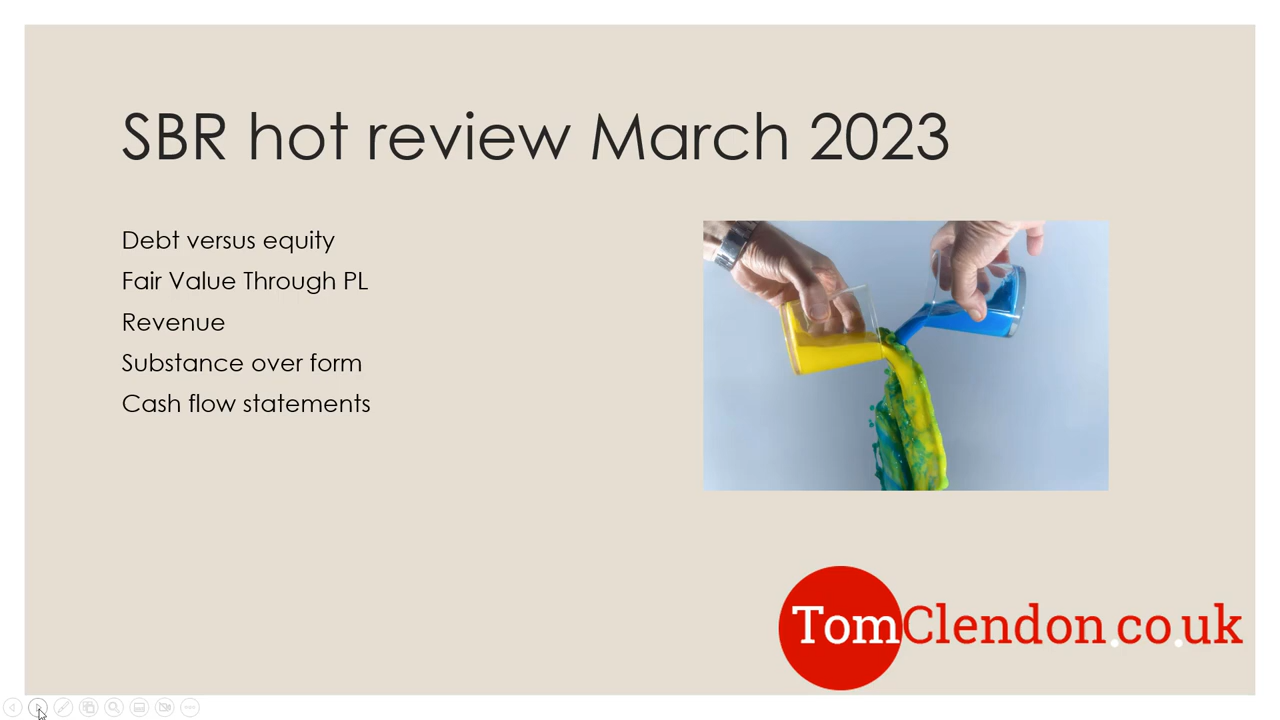 SBR hot review March 2023
Debt versus equity
Fair Value Through PL
Revenue
Substance over form
Cash flow statements
TomClendon.co.uk